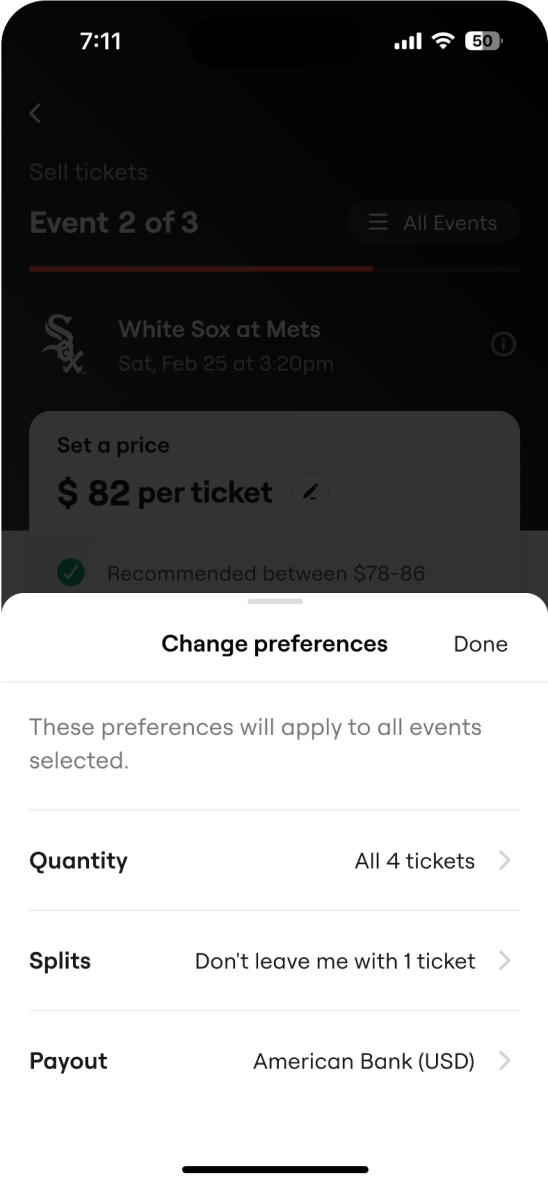 7:11
50
Sell tickets
Event 2 of 3
All Events
Sox
White Sox at Mets
Sat, Feb 25 at 3:20pm
Set a price
$ 82 per ticket
Recommended between $78-86
Change preferences
Done
These preferences will apply to all events
selected.
Quantity
All 4 tickets
Splits
Don't leave me with 1 ticket
Payout
American Bank (USD)